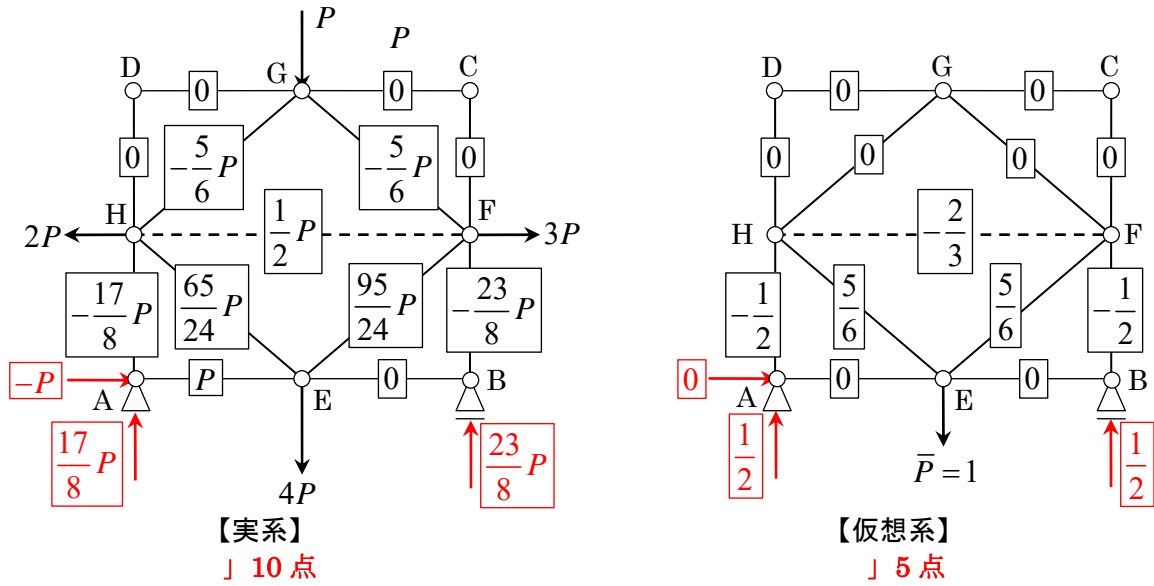 P
P
D
G
C
0
0
0
-5/6 P
-5/6 P
0
H
1/2 P
F
2P
3P
-17/8 P
65/24 P
95/24 P
-23/8 P
-P
P
0
A
E
B
17/8 P
23/8 P
4P
【実系】
」10 点
D
G
C
0
0
0
0
0
0
H
-2/3
F
-1/2
5/6
5/6
-1/2
0
0
0
A
E
B
1/2
1/2
P̄ = 1
【仮想系】
」5 点